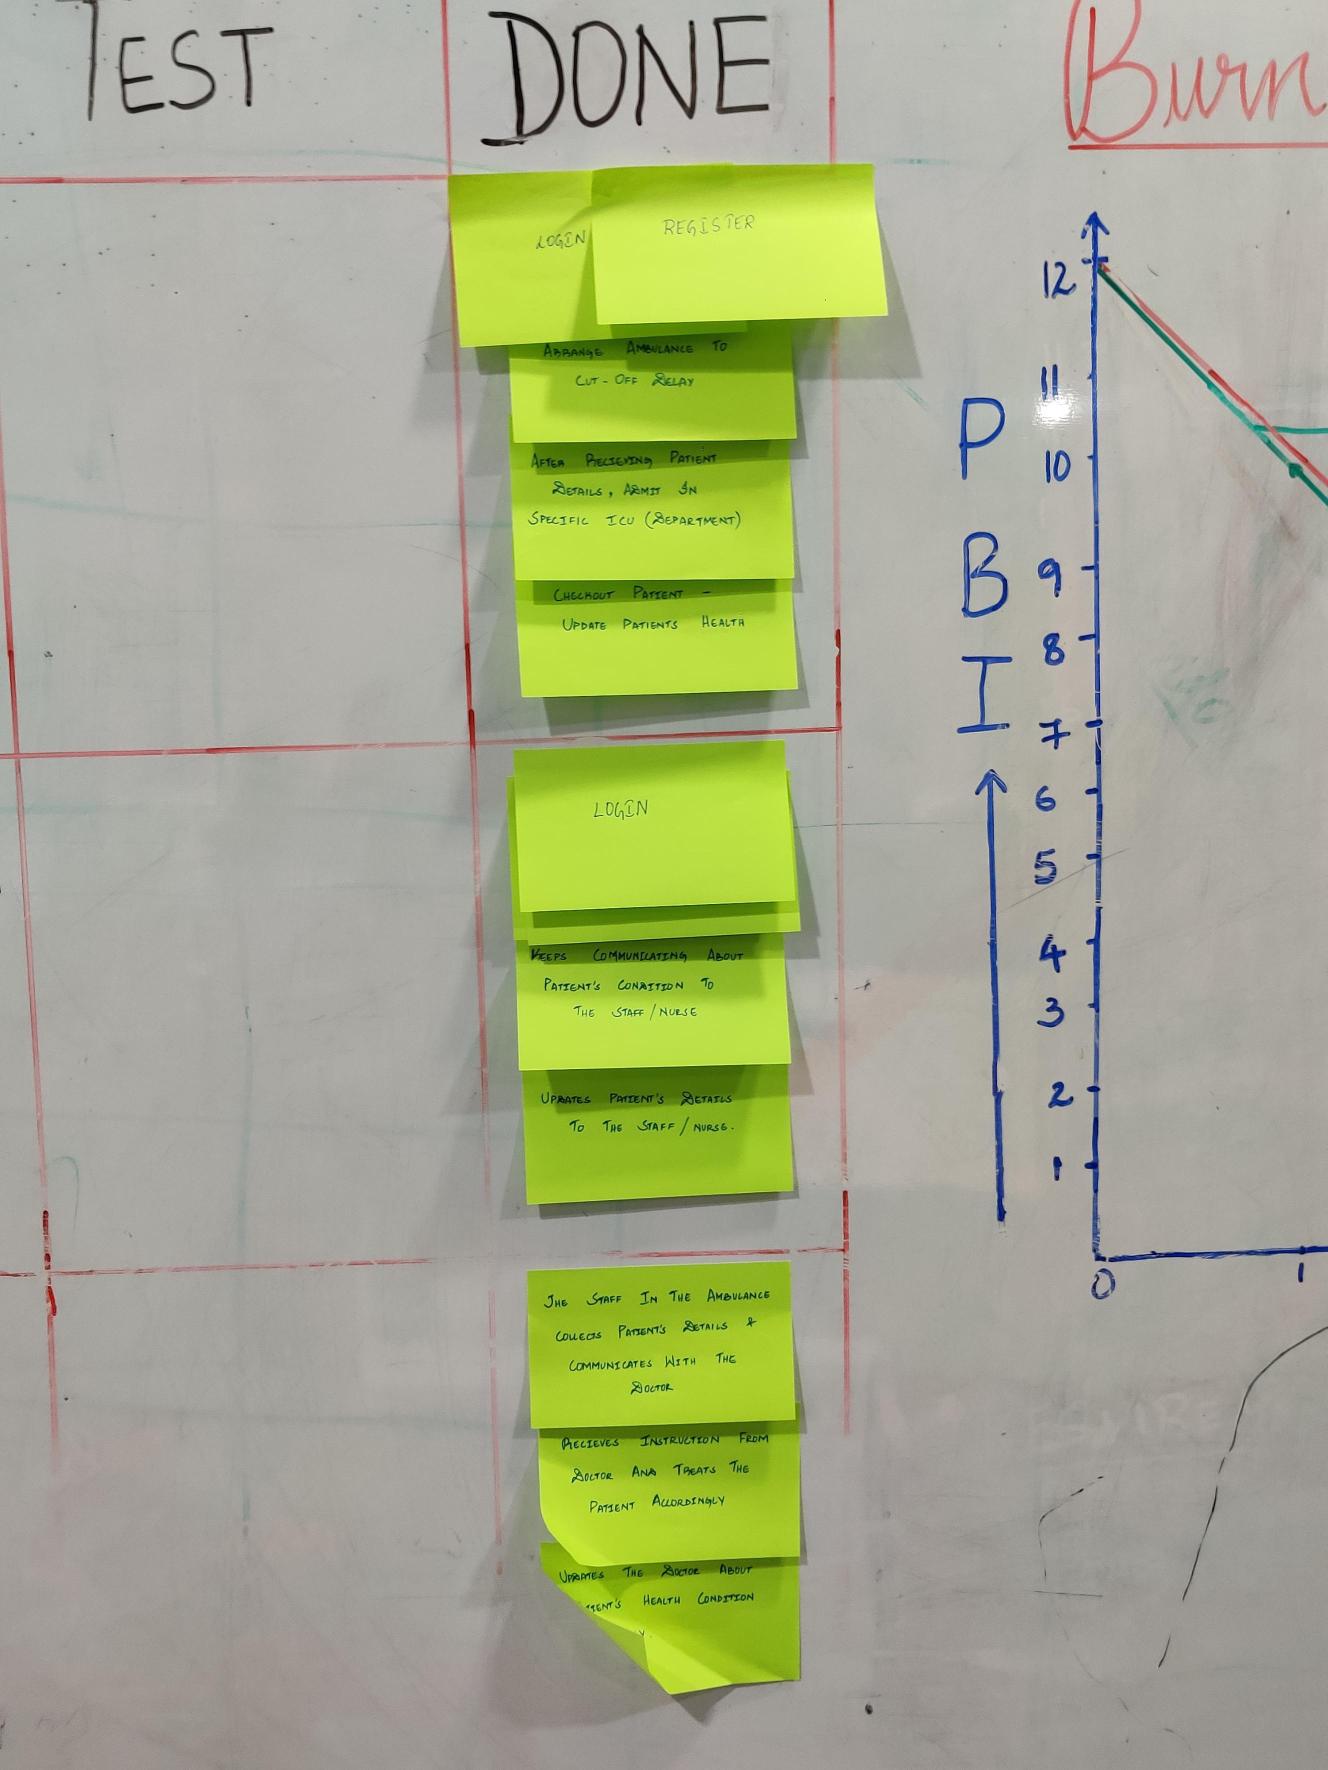 TEST
DONE
Burn
LOGIN
REGISTER
ARRANGE AMBULANCE TO
CUT-OFF DELAY
AFTER RECIEVING PATIENT
DETAILS, ADMIT IN
SPECIFIC ICU (DEPARTMENT)
CHECKOUT PATIENT -
UPDATE PATIENTS HEALTH
LOGIN
KEEPS COMMUNICATING ABOUT
PATIENT'S CONDITION TO
THE STAFF/NURSE
UPDATES PATIENT'S DETAILS
TO THE STAFF/NURSE.
THE STAFF IN THE AMBULANCE
COLLECTS PATIENT'S DETAILS &
COMMUNICATES WITH THE
DOCTOR
RECIEVES INSTRUCTION FROM
DOCTOR AND TREATS THE
PATIENT ACCORDINGLY
UPDATES THE DOCTOR ABOUT
HEALTH CONDITION
PBI
12
11
10
9
8
7
6
5
4
3
2
1
0
1